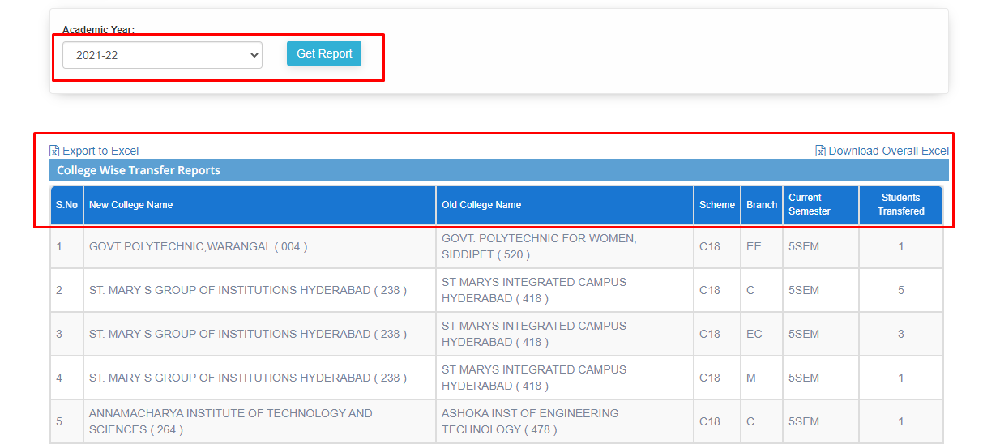 Academic Year:
2021-22
Get Report
Export to Excel
Download Overall Excel
College Wise Transfer Reports
S.No New College Name Old College Name Scheme Branch Current Semester Students Transfered
1 GOVT POLYTECHNIC,WARANGAL ( 004 ) GOVT. POLYTECHNIC FOR WOMEN, SIDDIPET ( 520 ) C18 EE 5SEM 1
2 ST. MARY S GROUP OF INSTITUTIONS HYDERABAD ( 238 ) ST MARYS INTEGRATED CAMPUS HYDERABAD ( 418 ) C18 C 5SEM 5
3 ST. MARY S GROUP OF INSTITUTIONS HYDERABAD ( 238 ) ST MARYS INTEGRATED CAMPUS HYDERABAD ( 418 ) C18 EC 5SEM 3
4 ST. MARY S GROUP OF INSTITUTIONS HYDERABAD ( 238 ) ST MARYS INTEGRATED CAMPUS HYDERABAD ( 418 ) C18 M 5SEM 1
5 ANNAMACHARYA INSTITUTE OF TECHNOLOGY AND SCIENCES ( 264 ) ASHOKA INST OF ENGINEERING TECHNOLOGY ( 478 ) C18 C 5SEM 1